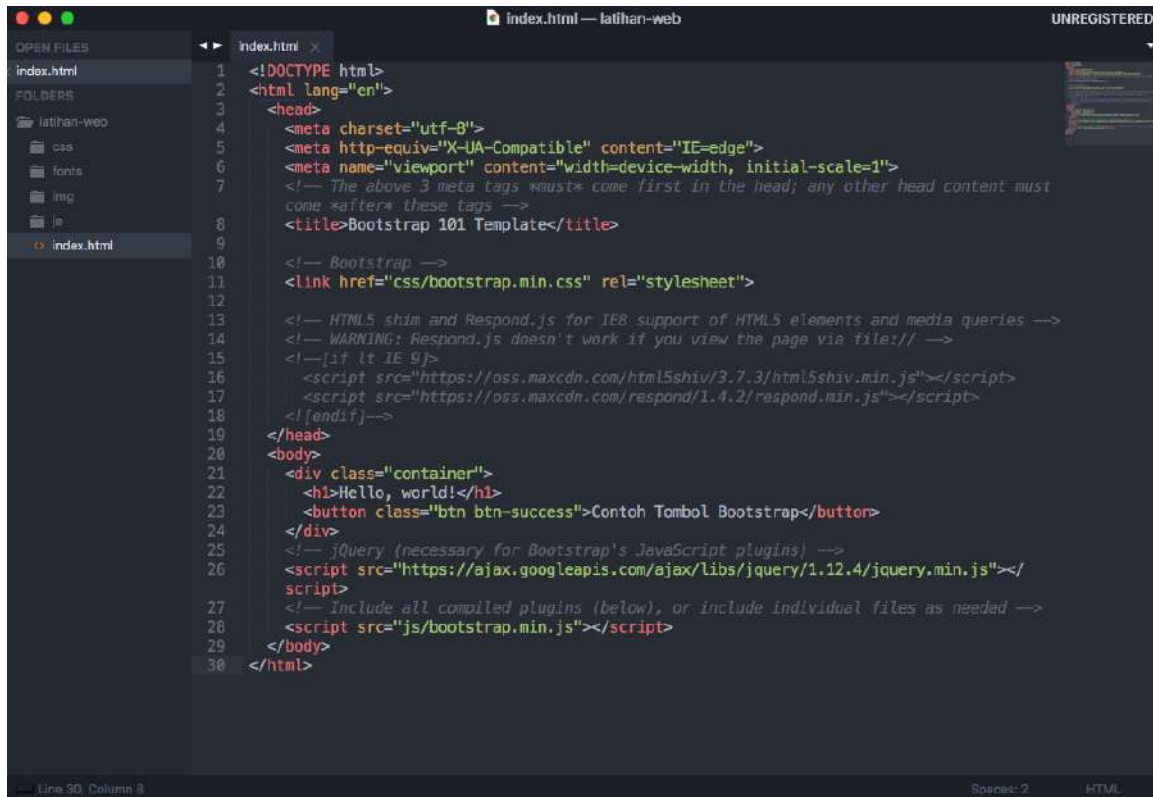 index.html — latihan-web
UNREGISTERED
OPEN FILES
index.html
FOLDERS
latihan-web
css
fonts
img
js
index.html
index.html ×
1 <!DOCTYPE html>
2 <html lang="en">
3 <head>
4 <meta charset="utf-8">
5 <meta http-equiv="X-UA-Compatible" content="IE=edge">
6 <meta name="viewport" content="width=device-width, initial-scale=1">
7 <!-- The above 3 meta tags *must* come first in the head; any other head content must
come *after* these tags -->
8 <title>Bootstrap 101 Template</title>
9
10 <!-- Bootstrap -->
11 <link href="css/bootstrap.min.css" rel="stylesheet">
12
13 <!-- HTML5 shim and Respond.js for IE8 support of HTML5 elements and media queries -->
14 <!-- WARNING: Respond.js doesn't work if you view the page via file:// -->
15 <!--[if lt IE 9]>
16 <script src="https://oss.maxcdn.com/html5shiv/3.7.3/html5shiv.min.js"></script>
17 <script src="https://oss.maxcdn.com/respond/1.4.2/respond.min.js"></script>
18 <![endif]-->
19 </head>
20 <body>
21 <div class="container">
22 <h1>Hello, world!</h1>
23 <button class="btn btn-success">Contoh Tombol Bootstrap</button>
24 </div>
25 <!-- jQuery (necessary for Bootstrap's JavaScript plugins) -->
26 <script src="https://ajax.googleapis.com/ajax/libs/jquery/1.12.4/jquery.min.js"></
script>
27 <!-- Include all compiled plugins (below), or include individual files as needed -->
28 <script src="js/bootstrap.min.js"></script>
29 </body>
30 </html>
Line 30, Column 8
Spaces: 2
HTML